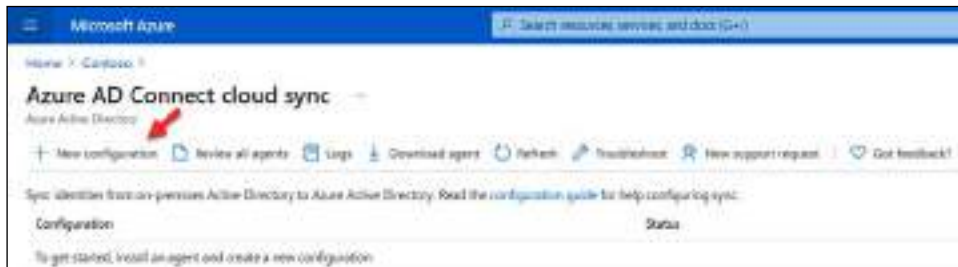 Microsoft Azure
Search resources, services, and docs (G+/)
Home > Contoso >
Azure AD Connect cloud sync ...
Azure Active Directory
+ New configuration Review all agents Logs Download agent Refresh Troubleshoot New support request Got feedback?
Sync identities from on-premises Active Directory to Azure Active Directory. Read the configuration guide for help configuring sync.
Configuration Status
To get started, install an agent and create a new configuration